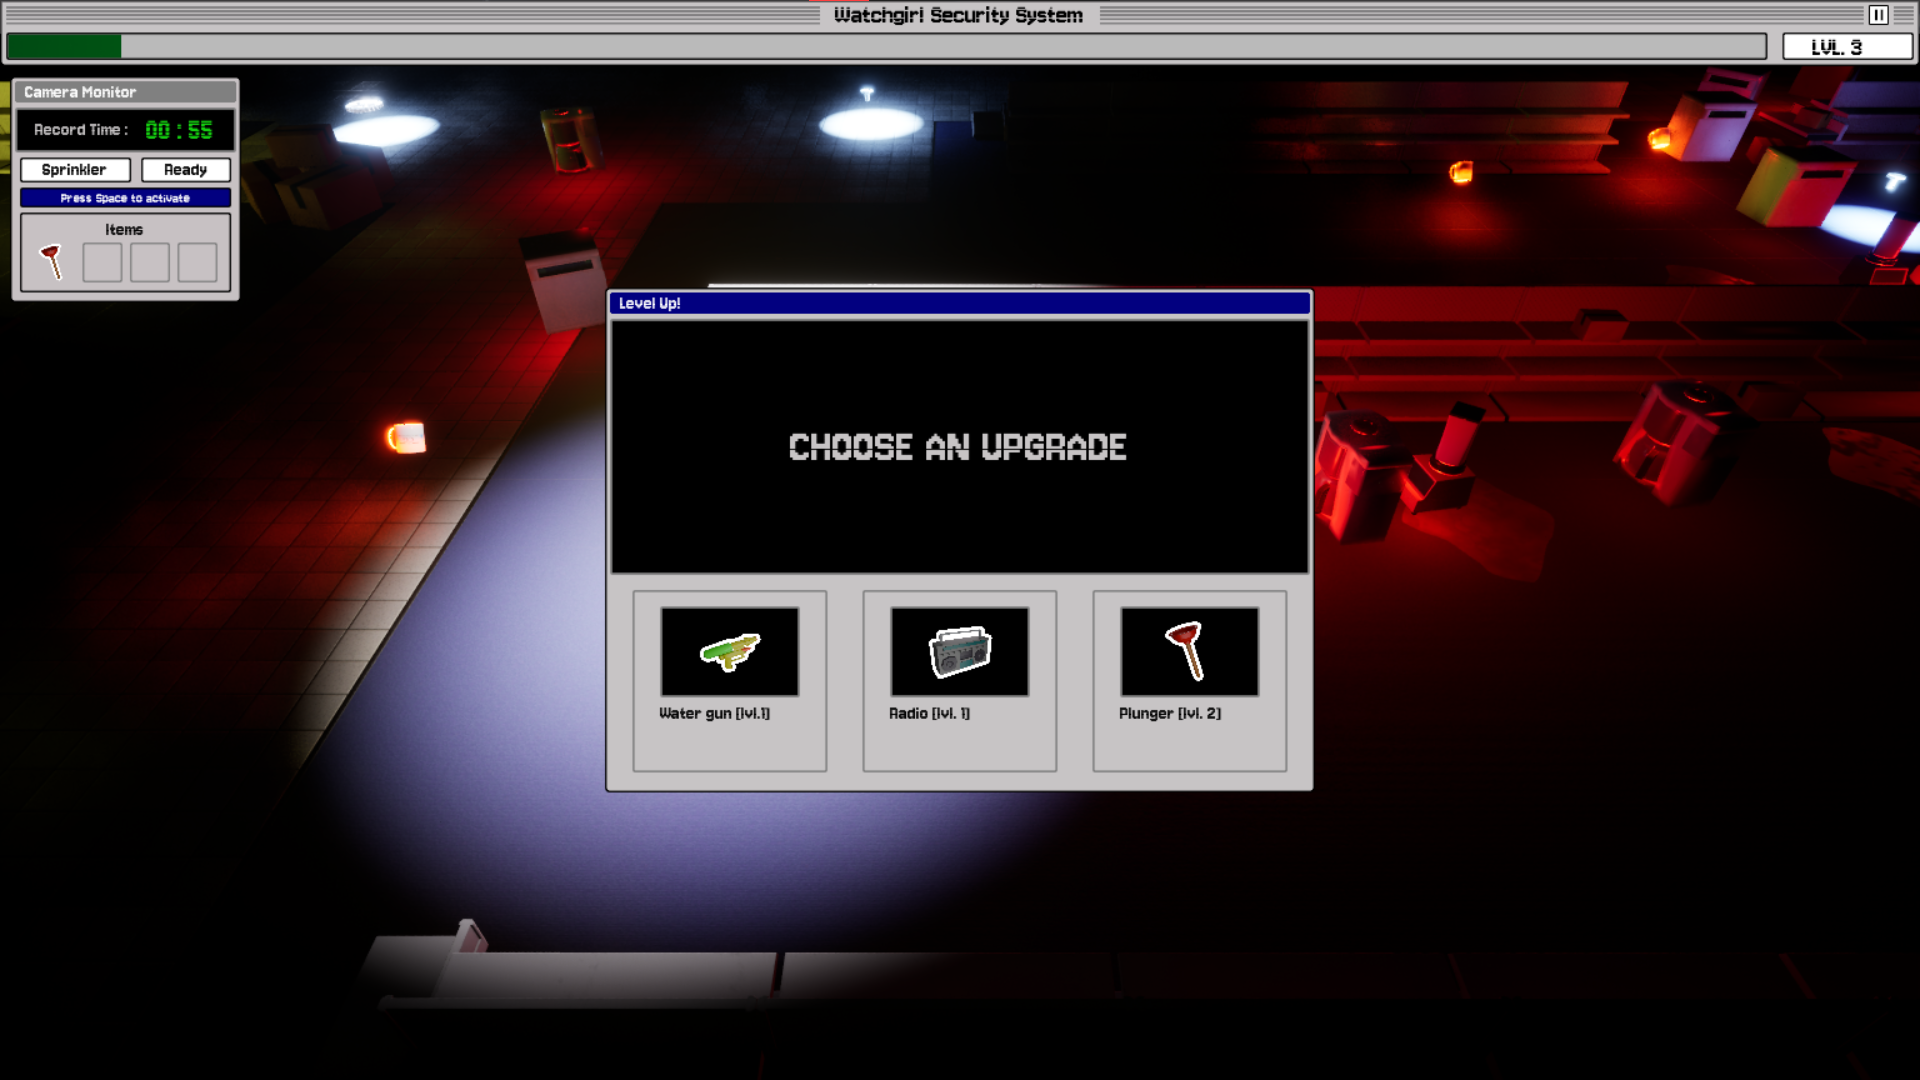 Watchgirl Security System
LVL. 3
Camera Monitor
Record Time : 00 : 55
Sprinkler
Ready
Press Space to activate
Items
Level Up!
CHOOSE AN UPGRADE
Water gun [lvl.1]
Radio [lvl. 1]
Plunger [lvl. 2]